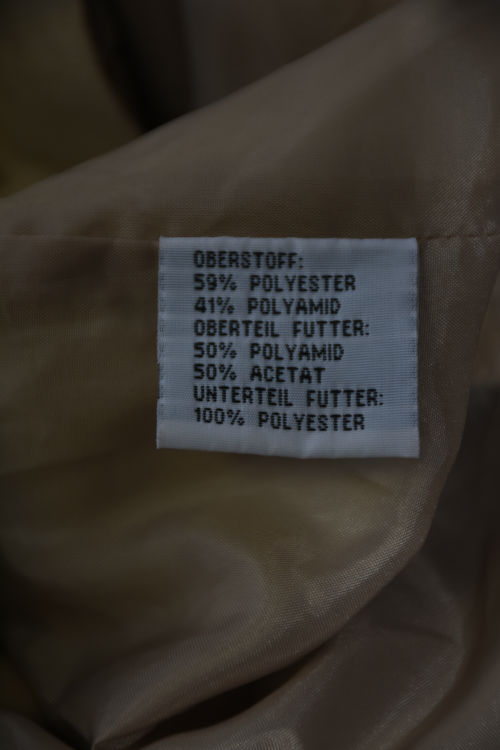 OBERSTOFF:
59% POLYESTER
41% POLYAMID
OBERTEIL FUTTER:
50% POLYAMID
50% ACETAT
UNTERTEIL FUTTER:
100% POLYESTER